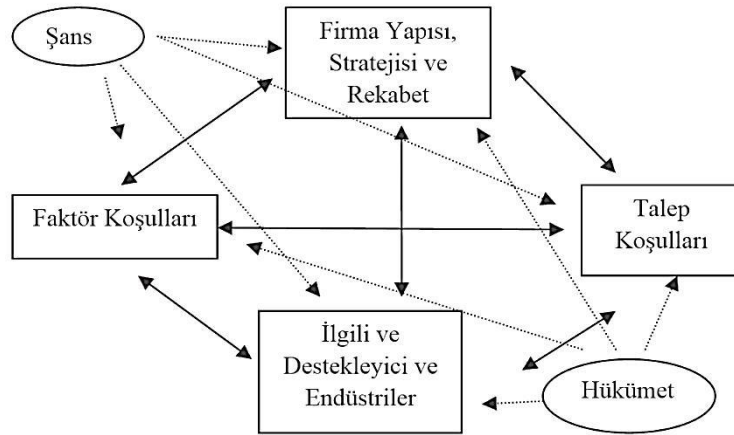 Şans
Firma Yapısı,
Stratejisi ve
Rekabet
Faktör Koşulları
Talep
Koşulları
İlgili ve
Destekleyici ve
Endüstriler
Hükümet